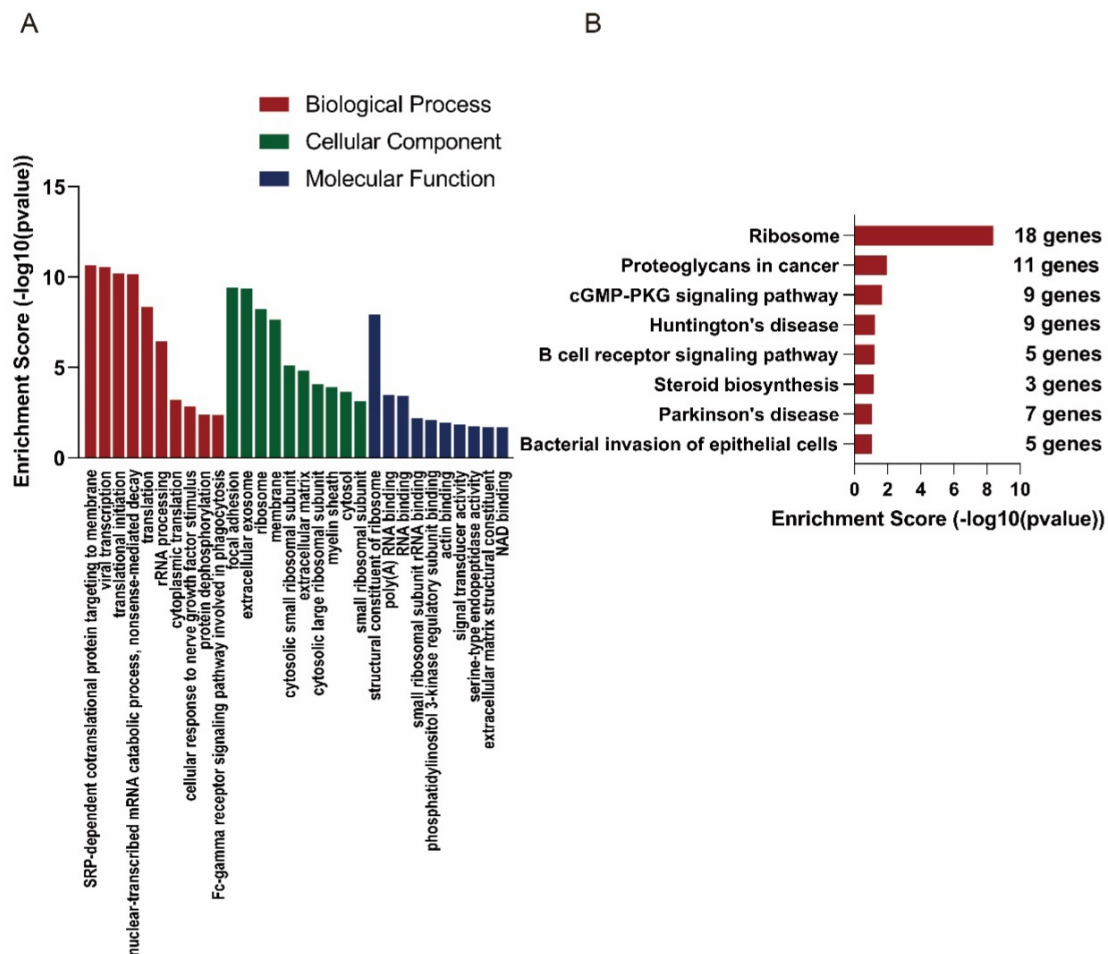 A
B
Biological Process
Cellular Component
Molecular Function
Enrichment Score (-log10(pvalue))
15
10
5
0
SRP-dependent cotranslational protein targeting to membrane
viral transcription
translational initiation
nuclear-transcribed mRNA catabolic process, nonsense-mediated decay
translation
rRNA processing
cytoplasmic translation
cellular response to nerve growth factor stimulus
protein dephosphorylation
Fc-gamma receptor signaling pathway involved in phagocytosis
focal adhesion
extracellular exosome
ribosome
membrane
cytosolic small ribosomal subunit
extracellular matrix
cytosolic large ribosomal subunit
myelin sheath
cytosol
small ribosomal subunit
structural constituent of ribosome
poly(A) RNA binding
RNA binding
small ribosomal subunit rRNA binding
phosphatidylinositol 3-kinase regulatory subunit binding
actin binding
signal transducer activity
serine-type endopeptidase activity
extracellular matrix structural constituent
NAD binding
Ribosome 18 genes
Proteoglycans in cancer 11 genes
cGMP-PKG signaling pathway 9 genes
Huntington's disease 9 genes
B cell receptor signaling pathway 5 genes
Steroid biosynthesis 3 genes
Parkinson's disease 7 genes
Bacterial invasion of epithelial cells 5 genes
0 2 4 6 8 10
Enrichment Score (-log10(pvalue))